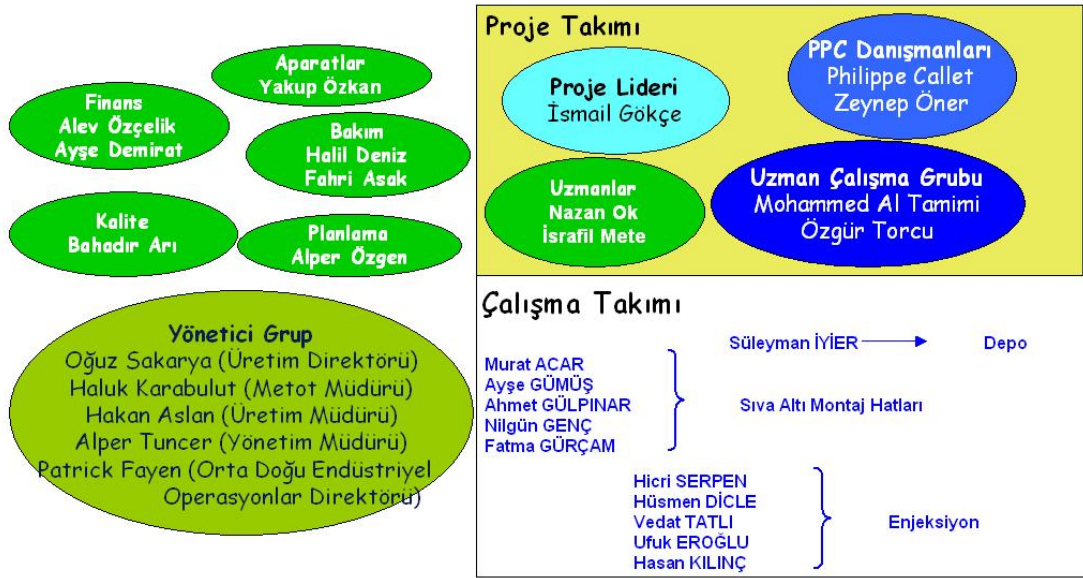 Aparatlar
Yakup Özkan
Finans
Alev Özçelik
Ayşe Demirat
Bakım
Halil Deniz
Fahri Asak
Kalite
Bahadır Arı
Planlama
Alper Özgen
Yönetici Grup
Oğuz Sakarya (Üretim Direktörü)
Haluk Karabulut (Metot Müdürü)
Hakan Aslan (Üretim Müdürü)
Alper Tuncer (Yönetim Müdürü)
Patrick Fayen (Orta Doğu Endüstriyel
Operasyonlar Direktörü)
Proje Takımı
Proje Lideri
İsmail Gökçe
PPC Danışmanları
Philippe Callet
Zeynep Öner
Uzmanlar
Nazan Ok
İsrafil Mete
Uzman Çalışma Grubu
Mohammed Al Tamimi
Özgür Torcu
Çalışma Takımı
Süleyman İYİER
Depo
Murat ACAR
Ayşe GÜMÜŞ
Ahmet GÜLPINAR
Nilgün GENÇ
Fatma GÜRÇAM
Sıva Altı Montaj Hatları
Hicri SERPEN
Hüsmen DİCLE
Vedat TATLI
Ufuk EROĞLU
Hasan KILINÇ
Enjeksiyon